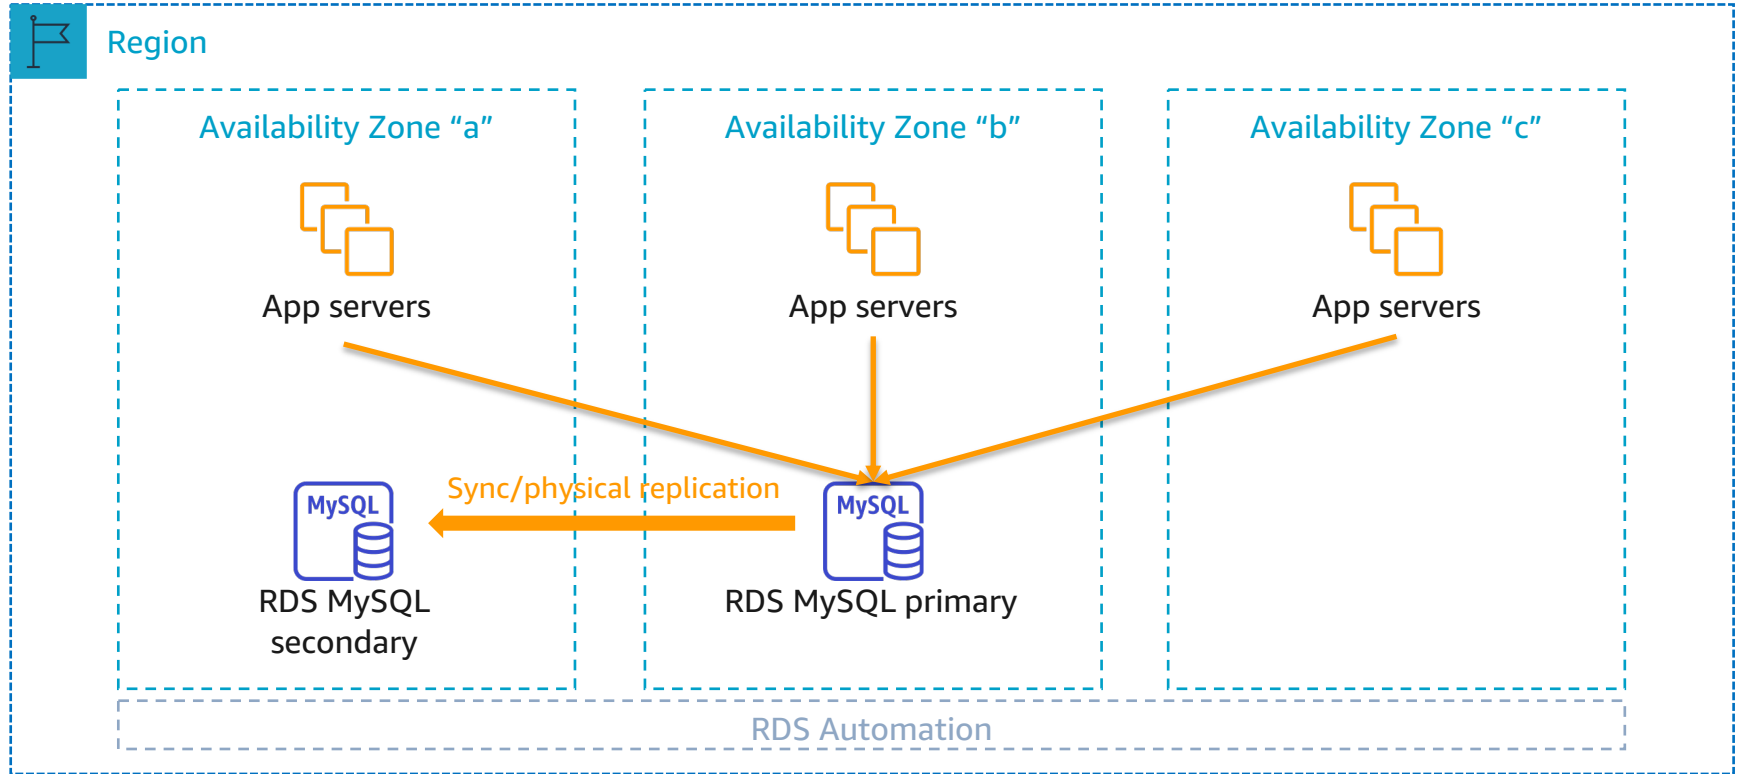 Region
Availability Zone “a”
Availability Zone “b”
Availability Zone “c”
App servers
App servers
App servers
Sync/physical replication
MySQL
MySQL
RDS MySQL
secondary
RDS MySQL primary
RDS Automation